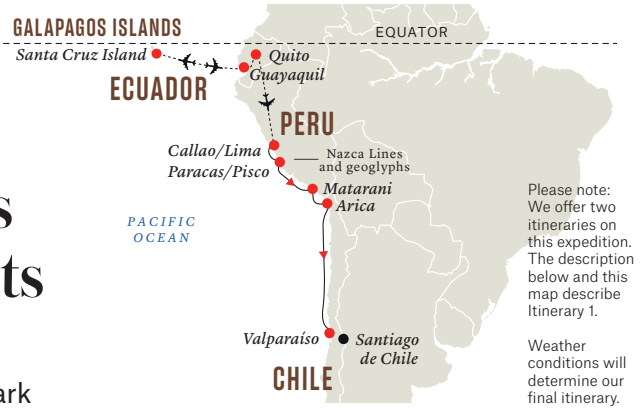 GALAPAGOS ISLANDS
EQUATOR
Santa Cruz Island
Quito
Guayaquil
ECUADOR
PERU
Callao/Lima
Nazca Lines
and geoglyphs
Paracas/Pisco
Matarani
Arica
PACIFIC
OCEAN
s
ts
Please note:
We offer two
itineraries on
this expedition.
The description
below and this
map describe
Itinerary 1.
Valparaíso
Santiago
de Chile
Weather
conditions will
determine our
final itinerary.
CHILE
ark